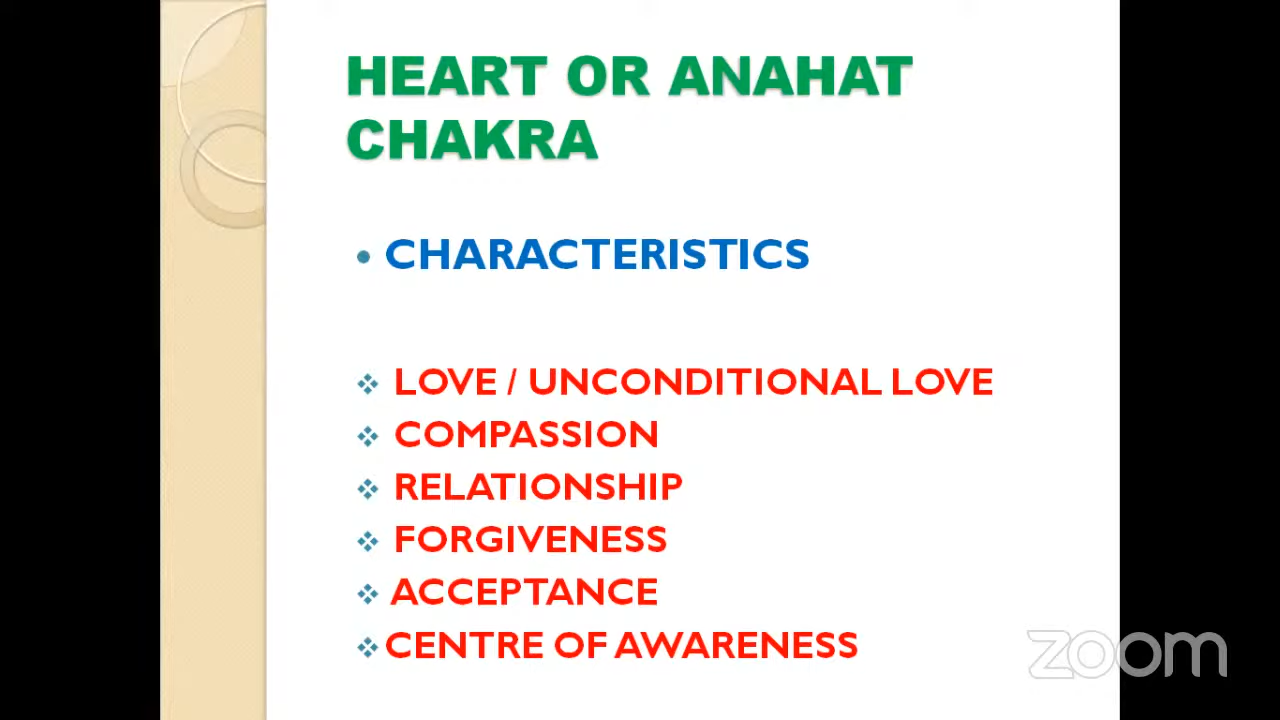 HEART OR ANAHAT
CHAKRA
• CHARACTERISTICS
❖ LOVE / UNCONDITIONAL LOVE
❖ COMPASSION
❖ RELATIONSHIP
❖ FORGIVENESS
❖ ACCEPTANCE
❖ CENTRE OF AWARENESS
zoom